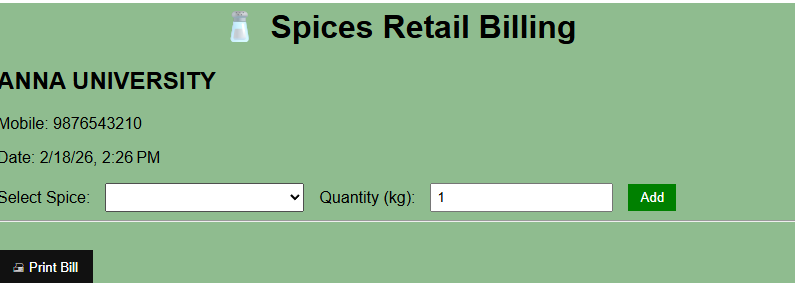 Spices Retail Billing
ANNA UNIVERSITY
Mobile: 9876543210
Date: 2/18/26, 2:26 PM
Select Spice: Quantity (kg): 1 Add
Print Bill